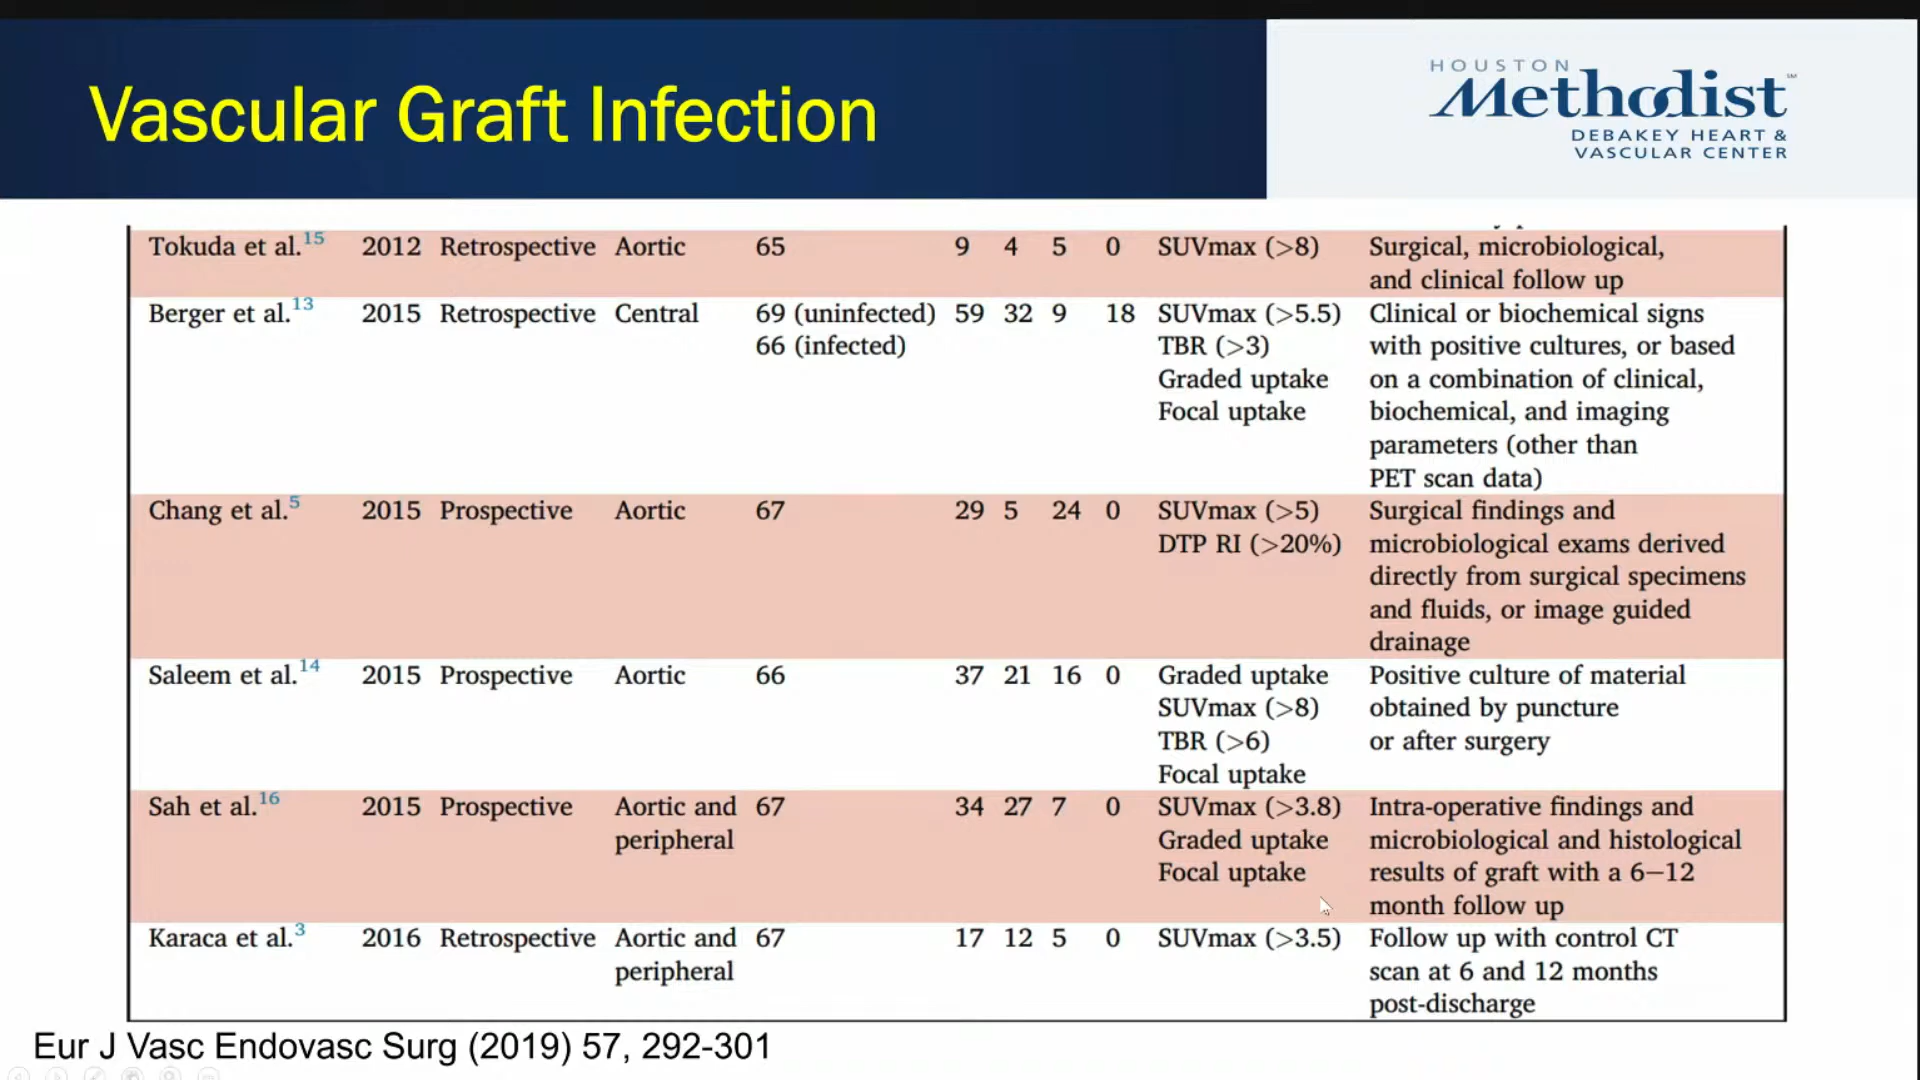 Vascular Graft Infection
HOUSTON
Methodist
DEBAKEY HEART &
VASCULAR CENTER
Tokuda et al.15 2012 Retrospective Aortic 65 9 4 5 0 SUVmax (>8) Surgical, microbiological,
and clinical follow up
Berger et al.13 2015 Retrospective Central 69 (uninfected) 59 32 9 18 SUVmax (>5.5) Clinical or biochemical signs
66 (infected) TBR (>3) with positive cultures, or based
Graded uptake on a combination of clinical,
Focal uptake biochemical, and imaging
parameters (other than
PET scan data)
Chang et al.5 2015 Prospective Aortic 67 29 5 24 0 SUVmax (>5) Surgical findings and
DTP RI (>20%) microbiological exams derived
directly from surgical specimens
and fluids, or image guided
drainage
Saleem et al.14 2015 Prospective Aortic 66 37 21 16 0 Graded uptake Positive culture of material
SUVmax (>8) obtained by puncture
TBR (>6) or after surgery
Focal uptake
Sah et al.16 2015 Prospective Aortic and 67 34 27 7 0 SUVmax (>3.8) Intra-operative findings and
peripheral Graded uptake microbiological and histological
Focal uptake results of graft with a 6–12
month follow up
Karaca et al.3 2016 Retrospective Aortic and 67 17 12 5 0 SUVmax (>3.5) Follow up with control CT
peripheral scan at 6 and 12 months
post-discharge
Eur J Vasc Endovasc Surg (2019) 57, 292-301